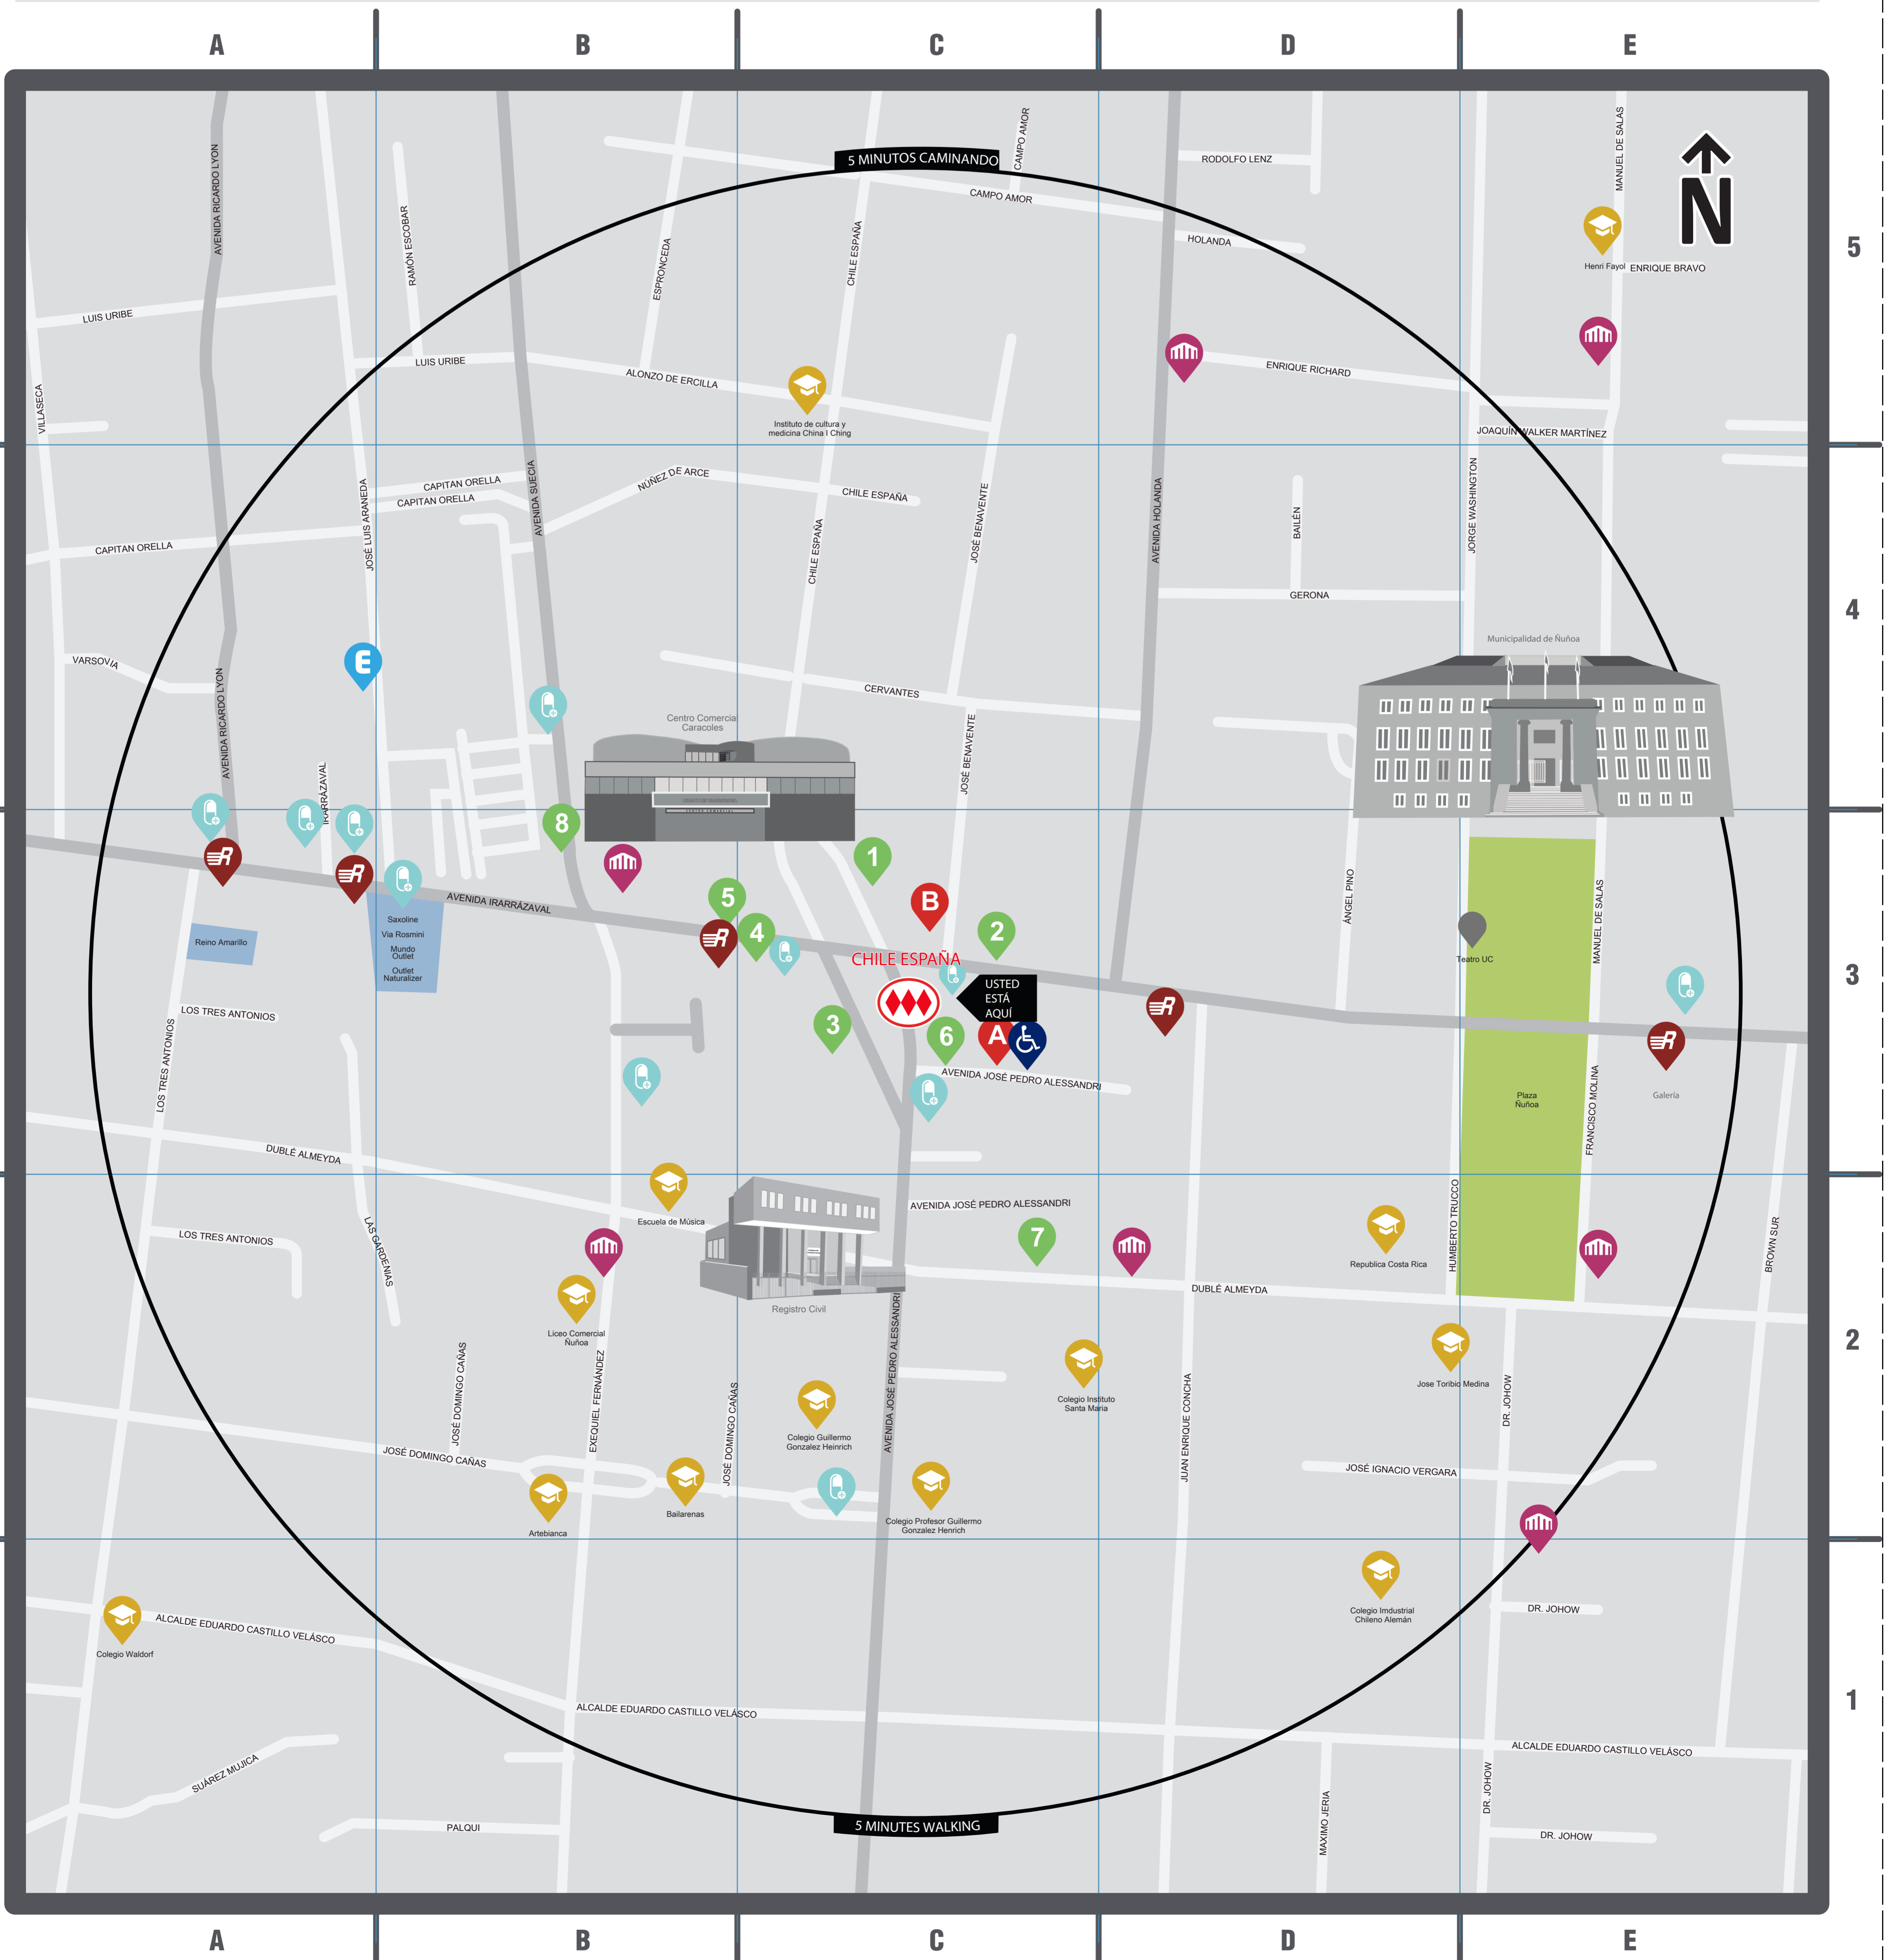 A B C D E
5 MINUTOS CAMINANDO
CAMPO AMOR
CAMPO AMOR
RODOLFO LENZ
MANUEL DE SALAS
N
AVENIDA RICARDO LYON
RAMÓN ESCOBAR
ESPRONCEDA
CHILE ESPAÑA
HOLANDA
5
Henri Fayol
ENRIQUE BRAVO
LUIS URIBE
LUIS URIBE
ALONZO DE ERCILLA
ENRIQUE RICHARD
VILLASECA
Instituto de cultura y
medicina China I Ching
JOAQUÍN WALKER MARTÍNEZ
JOSÉ LUIS ARANEDA
CAPITAN ORELLA
CAPITAN ORELLA
AVENIDA SUECIA
NÚÑEZ DE ARCE
CHILE ESPAÑA
CHILE ESPAÑA
JOSÉ BENAVENTE
AVENIDA HOLANDA
BAILÉN
JORGE WASHINGTON
CAPITAN ORELLA
GERONA
4
VARSOVIA
E
AVENIDA RICARDO LYON
CERVANTES
Municipalidad de Ñuñoa
Centro Comercia
Caracoles
JOSÉ BENAVENTE
IRARRÁZAVAL
8
1
R
R
AVENIDA IRARRÁZAVAL
5
B
ÁNGEL PINO
MANUEL DE SALAS
Saxoline
Via Rosmini
Mundo
Outlet
Outlet
Naturalizer
Reino Amarillo
R
4
2
CHILE ESPAÑA
Teatro UC
3
USTED
ESTÁ
AQUÍ
R
LOS TRES ANTONIOS
LOS TRES ANTONIOS
3
6
A
R
AVENIDA JOSÉ PEDRO ALESSANDRI
Plaza
Ñuñoa
FRANCISCO MOLINA
Galería
DUBLÉ ALMEYDA
AVENIDA JOSÉ PEDRO ALESSANDRI
Escuela de Música
LOS TRES ANTONIOS
LAS GARDENIAS
7
HUMBERTO TRUCCO
BROWN SUR
Republica Costa Rica
DUBLÉ ALMEYDA
Registro Civil
Liceo Comercial
Ñuñoa
2
JOSÉ DOMINGO CAÑAS
EXEQUIEL FERNÁNDEZ
JOSÉ DOMINGO CAÑAS
AVENIDA JOSÉ PEDRO ALESSANDRI
Jose Toribio Medina
Colegio Instituto
Santa Maria
JUAN ENRIQUE CONCHA
DR. JOHOW
Colegio Guillermo
Gonzalez Heinrich
JOSÉ DOMINGO CAÑAS
JOSÉ IGNACIO VERGARA
Bailarenas
Artebianca
Colegio Profesor Guillermo
Gonzalez Henrich
Colegio Imdustrial
Chileno Alemán
DR. JOHOW
ALCALDE EDUARDO CASTILLO VELÁSCO
Colegio Waldorf
1
ALCALDE EDUARDO CASTILLO VELÁSCO
ALCALDE EDUARDO CASTILLO VELÁSCO
SUÁREZ MUJICA
DR. JOHOW
MAXIMO JERIA
PALQUI
5 MINUTES WALKING
DR. JOHOW
A B C D E